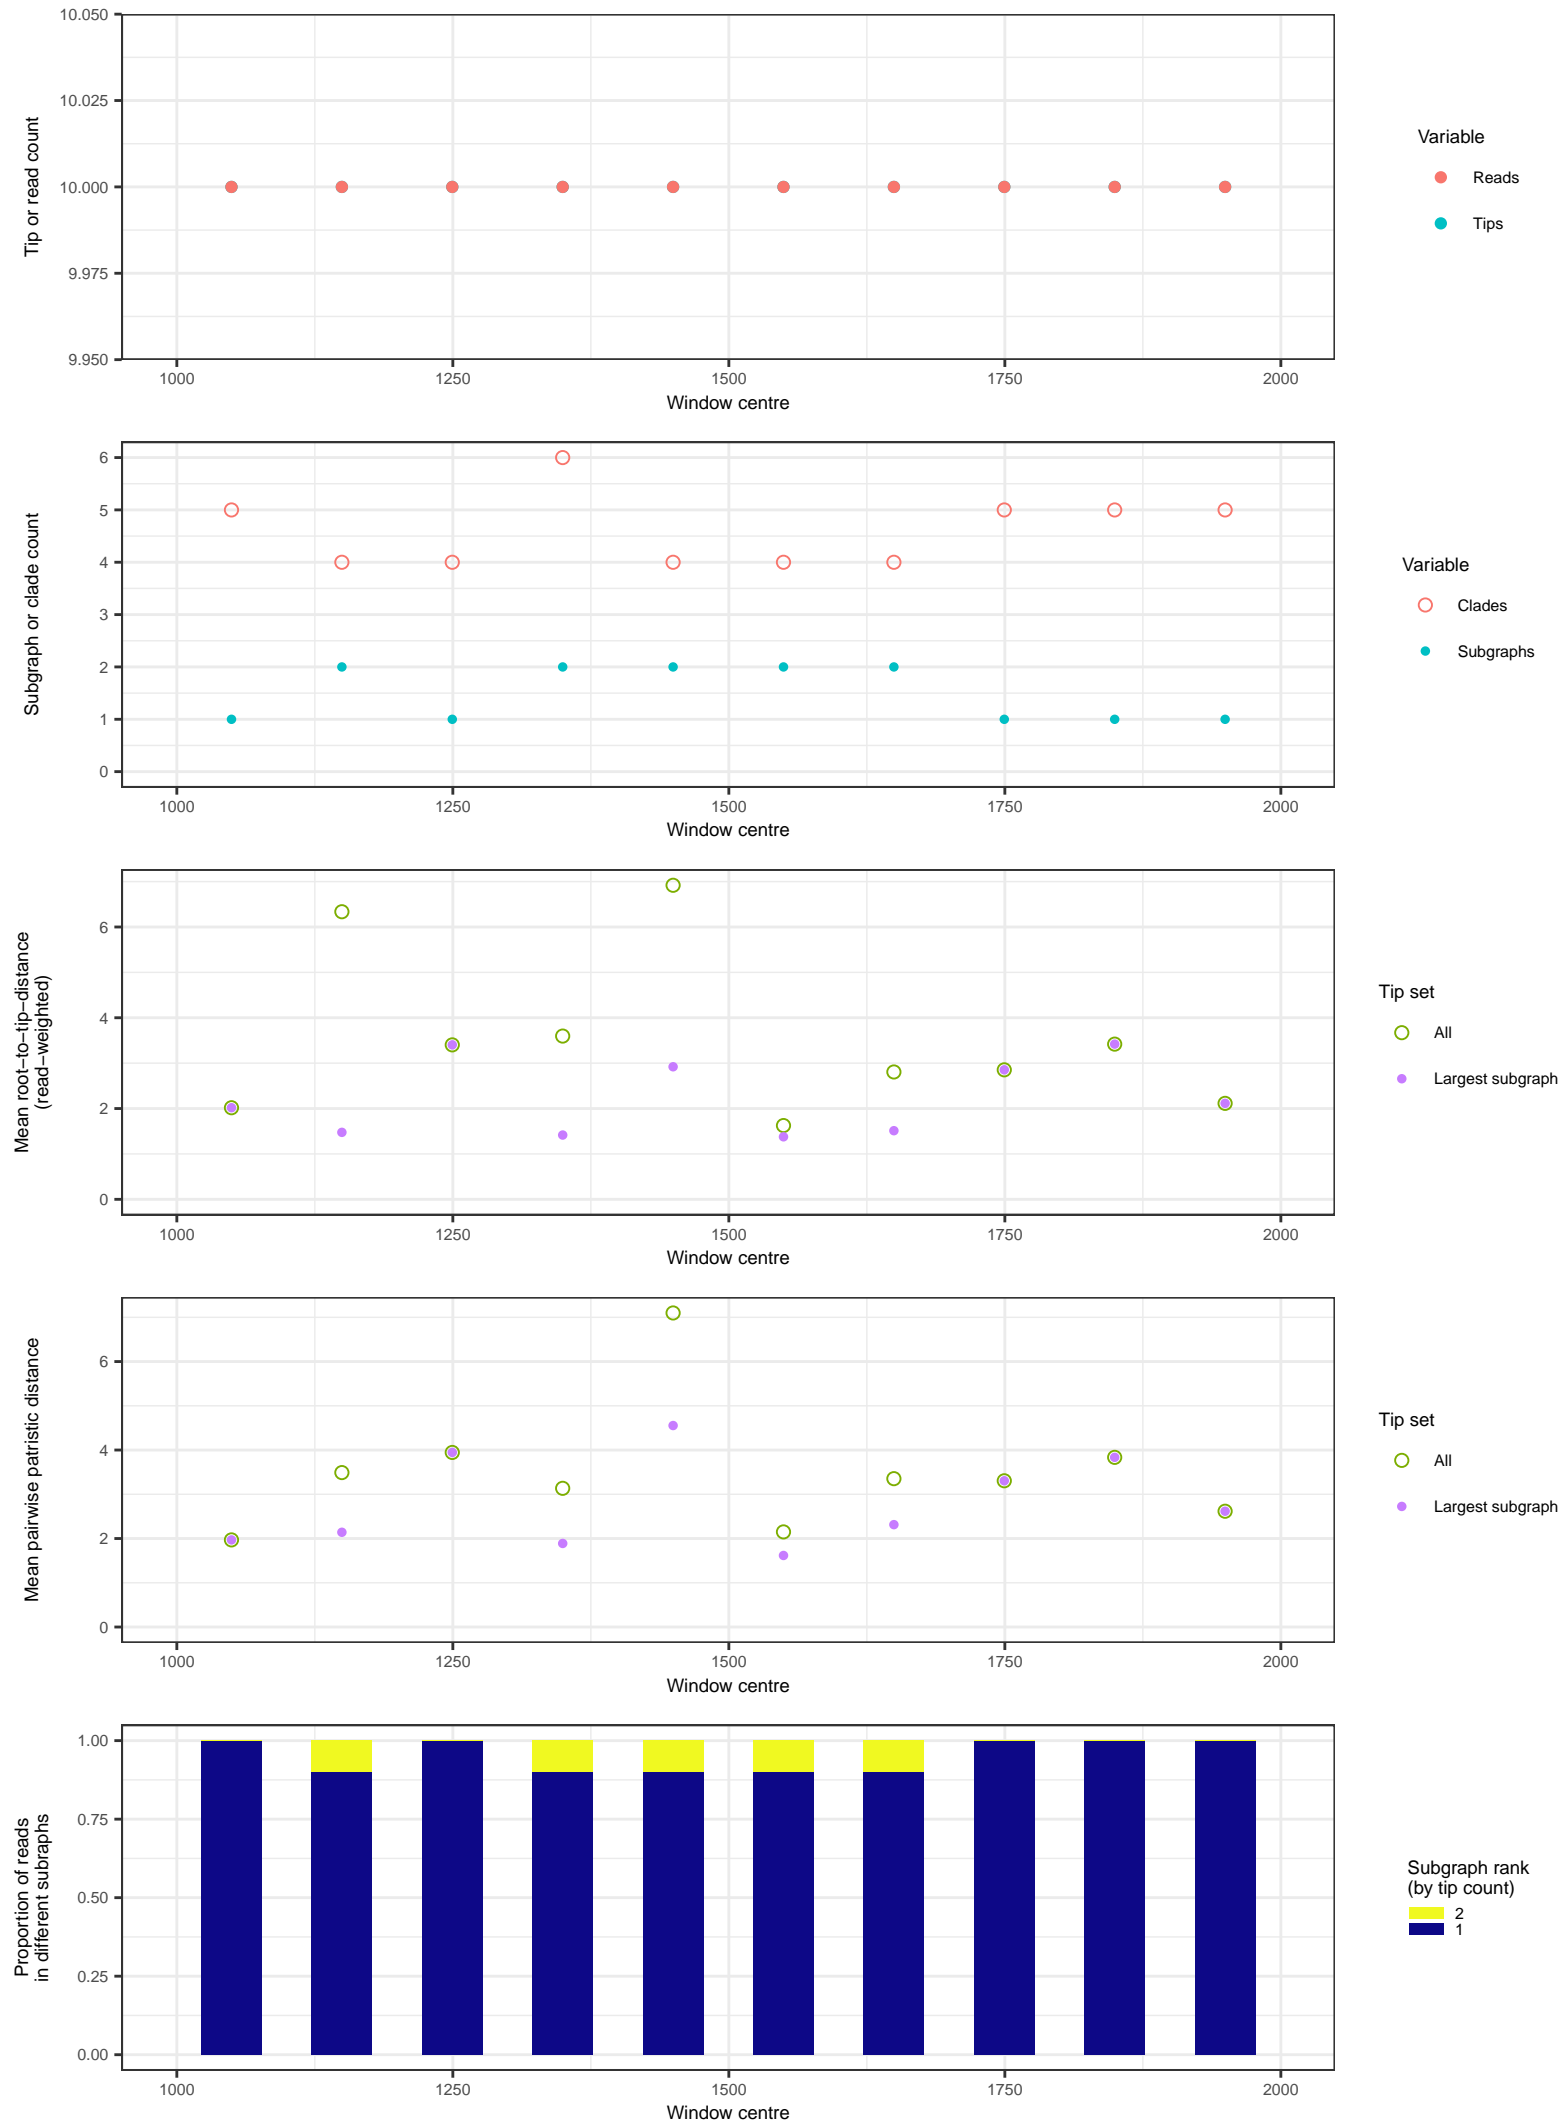 10.050
10.025
10.000
9.975
9.950
Tip or read count
1000 1250 1500 1750 2000
Window centre
Variable
Reads
Tips
6
5
4
3
2
1
0
Subgraph or clade count
1000 1250 1500 1750 2000
Window centre
Variable
Clades
Subgraphs
6
4
2
0
Mean root−to−tip−distance
(read−weighted)
1000 1250 1500 1750 2000
Window centre
Tip set
All
Largest subgraph
6
4
2
0
Mean pairwise patristic distance
1000 1250 1500 1750 2000
Window centre
Tip set
All
Largest subgraph
1.00
0.75
0.50
0.25
0.00
Proportion of reads
in different subraphs
1000 1250 1500 1750 2000
Window centre
Subgraph rank
(by tip count)
2
1